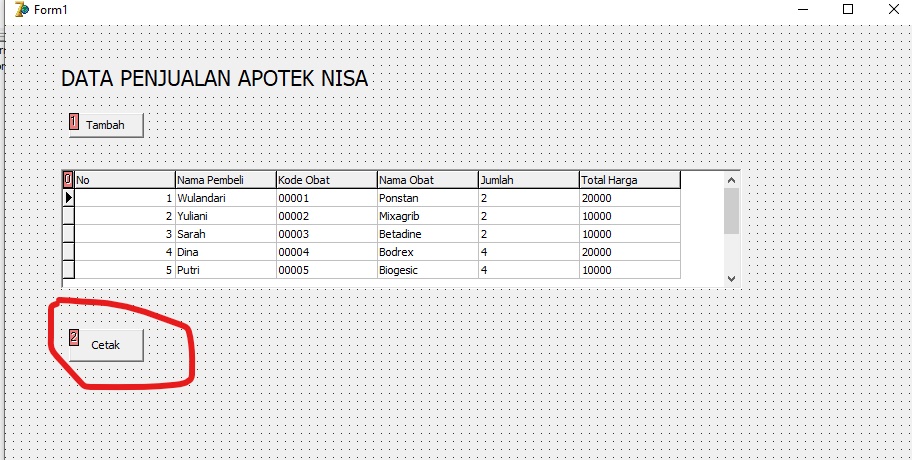 Form1
DATA PENJUALAN APOTEK NISA
1 Tambah
0 No Nama Pembeli Kode Obat Nama Obat Jumlah Total Harga
1 Wulandari 00001 Ponstan 2 20000
2 Yuliani 00002 Mixagrib 2 10000
3 Sarah 00003 Betadine 2 10000
4 Dina 00004 Bodrex 4 20000
5 Putri 00005 Biogesic 4 10000
2 Cetak